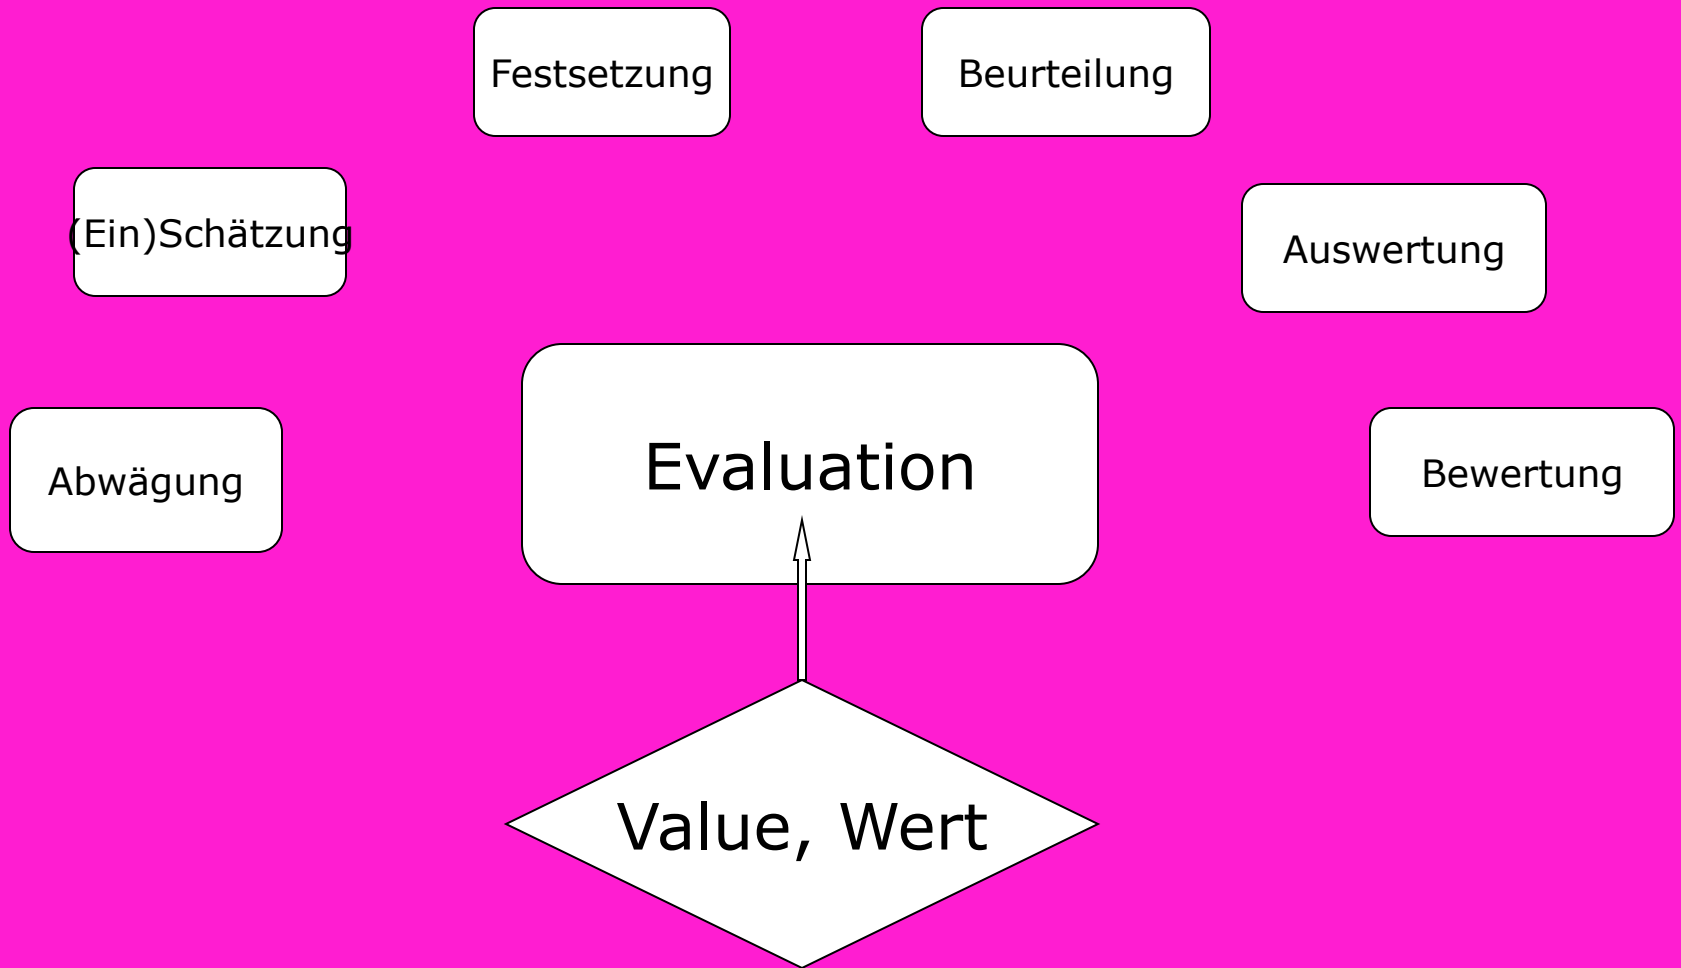 Festsetzung
Beurteilung
(Ein)Schätzung
Auswertung
Evaluation
Abwägung
Bewertung
Value, Wert